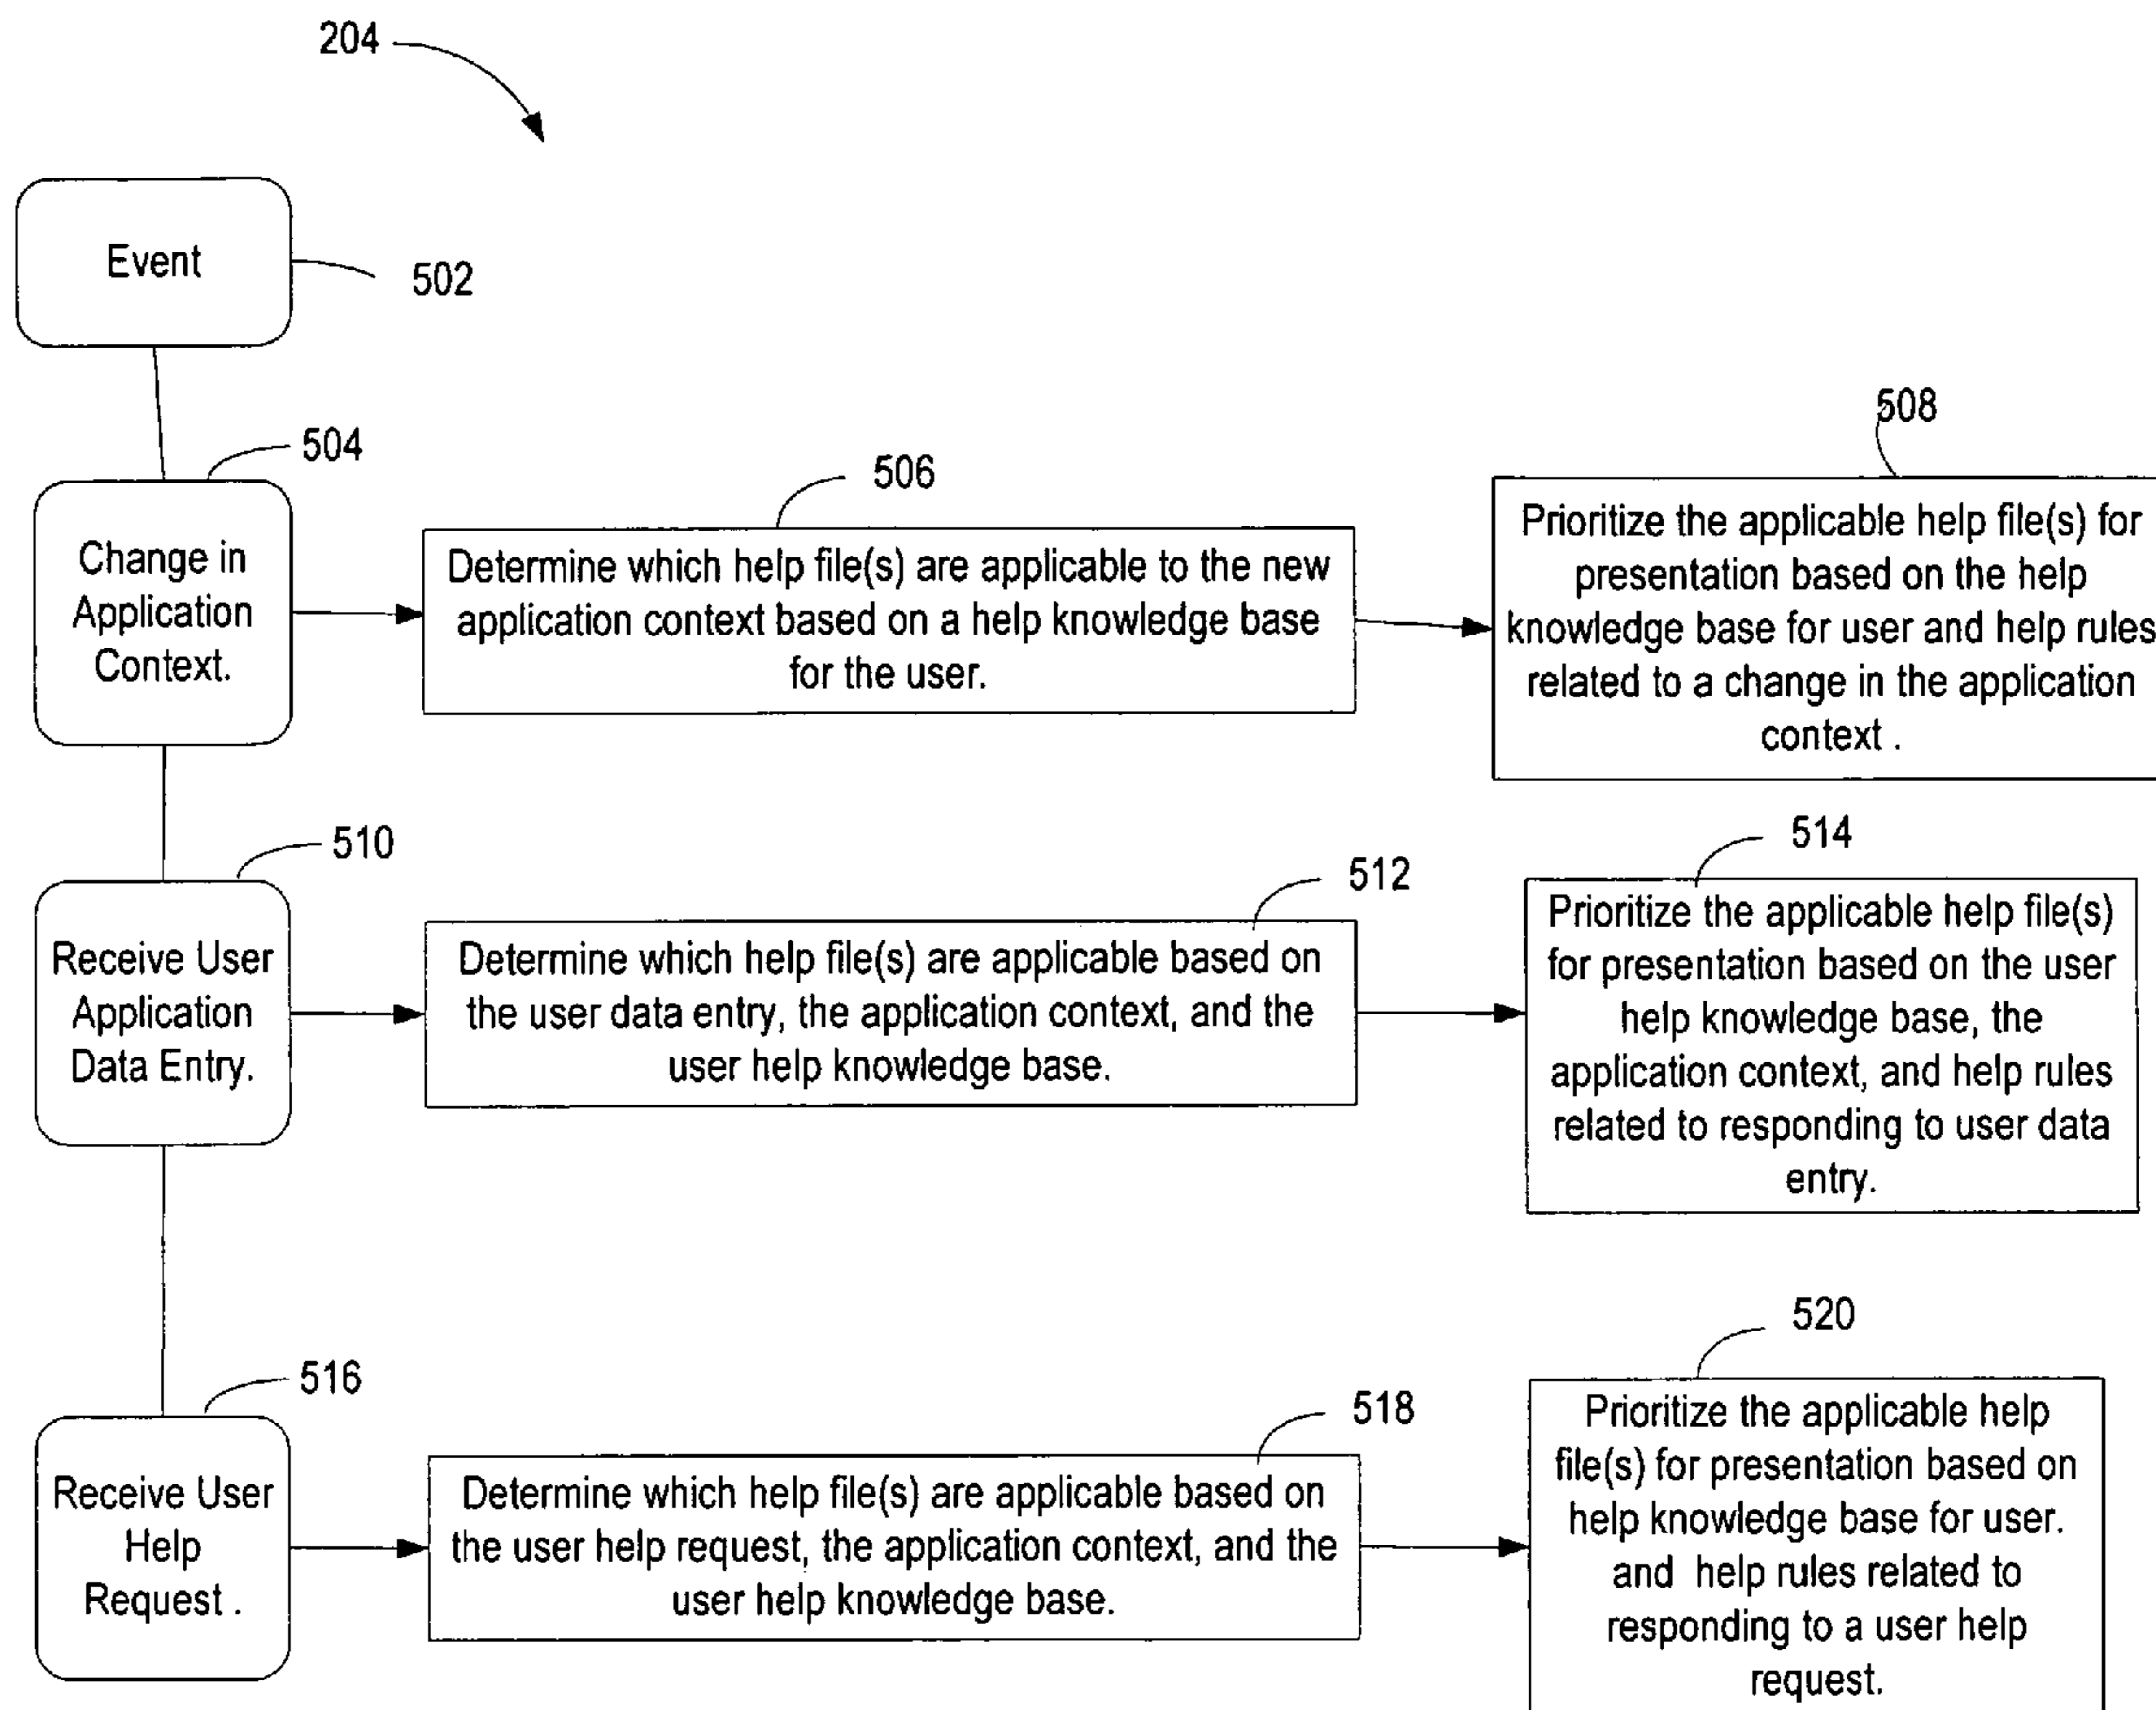 204
Event
502
504
Change in
Application
Context.
506
Determine which help file(s) are applicable to the new
application context based on a help knowledge base
for the user.
508
Prioritize the applicable help file(s) for
presentation based on the help
knowledge base for user and help rules
related to a change in the application
context .
510
Receive User
Application
Data Entry.
512
Determine which help file(s) are applicable based on
the user data entry, the application context, and the
user help knowledge base.
514
Prioritize the applicable help file(s)
for presentation based on the user
help knowledge base, the
application context, and help rules
related to responding to user data
entry.
516
Receive User
Help
Request .
518
Determine which help file(s) are applicable based on
the user help request, the application context, and the
user help knowledge base.
520
Prioritize the applicable help
file(s) for presentation based on
help knowledge base for user.
and help rules related to
responding to a user help
request.